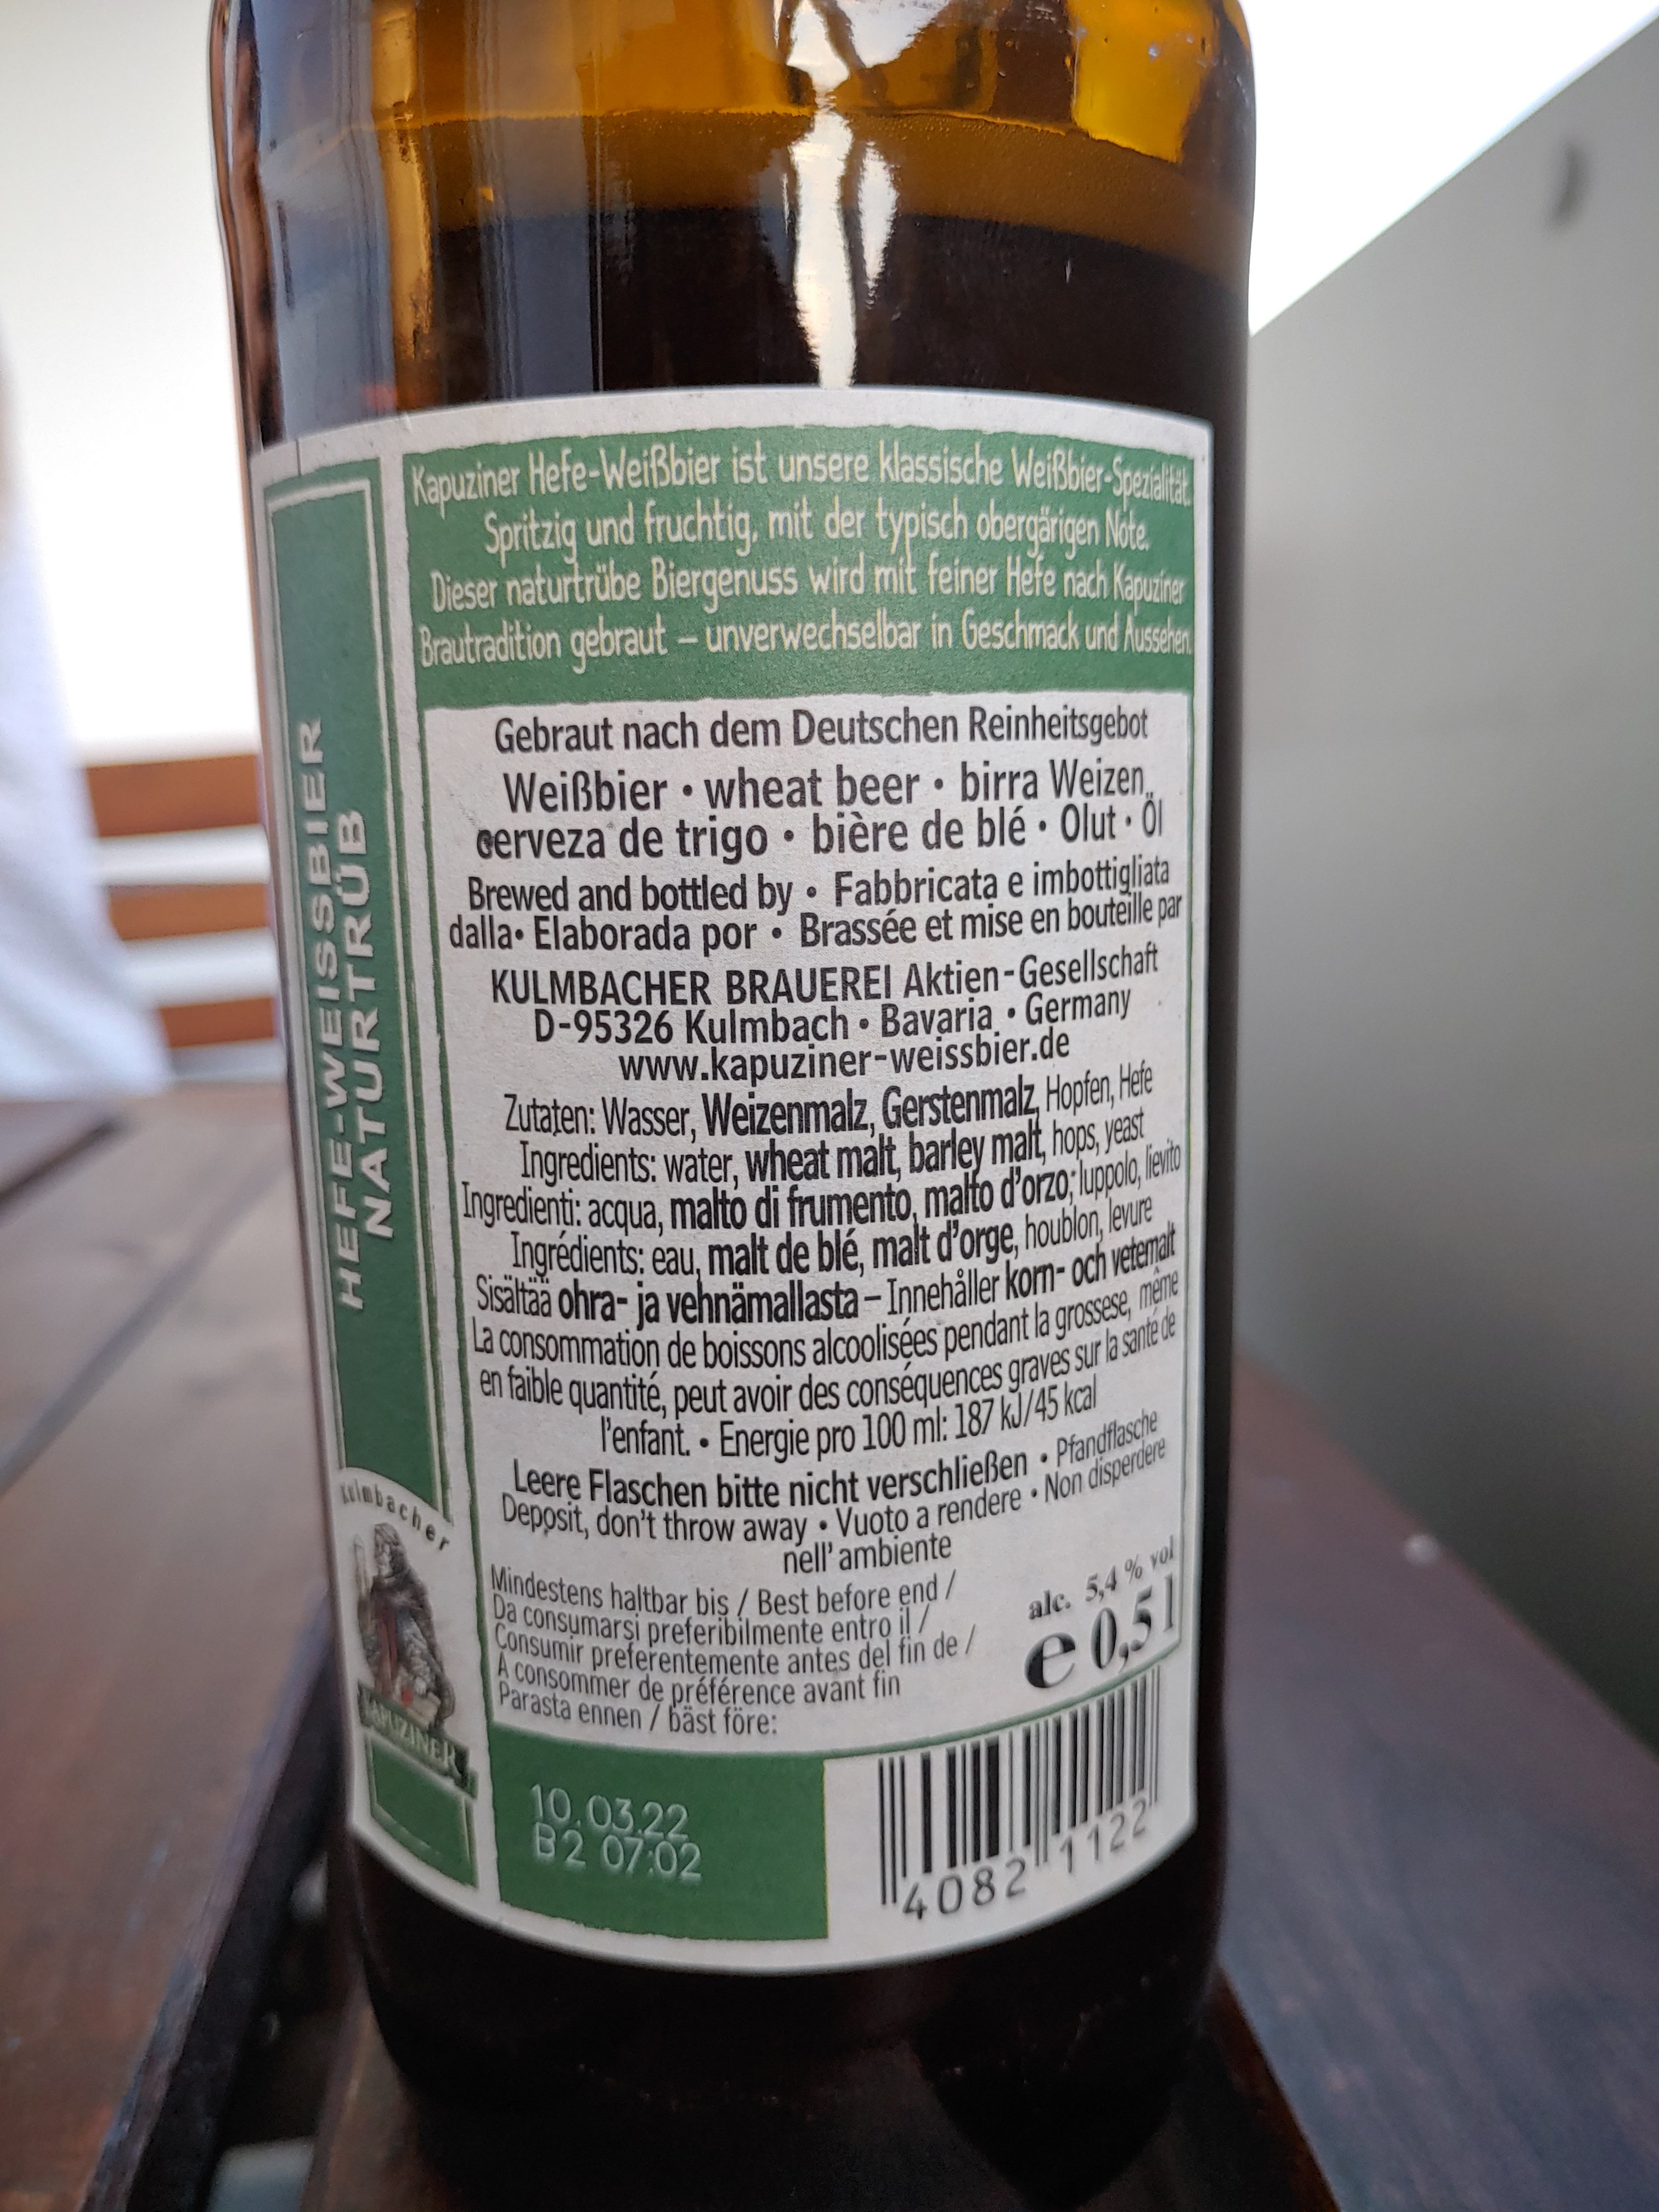 Kapuziner Hefe-Weißbier ist unsere klassische Weißbier-Spezialität.
Spritzig und fruchtig, mit der typisch obergärigen Note.
Dieser naturtrübe Biergenuss wird mit feiner Hefe nach Kapuziner
Brautradition gebraut – unverwechselbar in Geschmack und Aussehen.
HEFE-WEISSBIER
NATURTRÜB
Gebraut nach dem Deutschen Reinheitsgebot
Weißbier • wheat beer • birra Weizen
cerveza de trigo • bière de blé • Olut • Öl
Brewed and bottled by • Fabbricata e imbottigliata
dalla • Elaborada por • Brassée et mise en bouteille par
KULMBACHER BRAUEREI Aktien-Gesellschaft
D-95326 Kulmbach • Bavaria • Germany
www.kapuziner-weissbier.de
Zutaten: Wasser, Weizenmalz, Gerstenmalz, Hopfen, Hefe
Ingredients: water, wheat malt, barley malt, hops, yeast
Ingredienti: acqua, malto di frumento, malto d'orzo; luppolo, lievito
Ingrédients: eau, malt de blé, malt d'orge, houblon, levure
Sisältää ohra- ja vehnämallasta – Innehåller korn- och vetemalt
La consommation de boissons alcoolisées pendant la grossese, même
en faible quantité, peut avoir des conséquences graves sur la santé de
l'enfant. • Energie pro 100 ml: 187 kJ/45 kcal
Leere Flaschen bitte nicht verschließen • Pfandflasche
Deposit, don't throw away • Vuoto a rendere • Non disperdere
nell' ambiente
Mindestens haltbar bis / Best before end /
Da consumarsi preferibilmente entro il /
Consumir preferentemente antes del fin de /
A consommer de préférence avant fin
Parasta ennen / bäst före:
alc. 5,4 % vol
e 0,5 l
Kulmbacher
KAPUZINER
10.03.22
B2 07:02
4082 1122